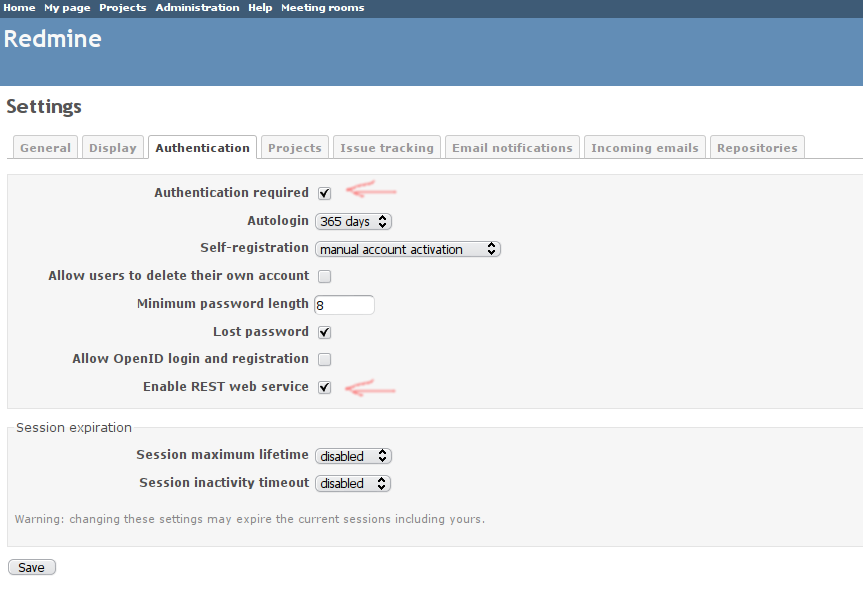 Home My page Projects Administration Help Meeting rooms
Redmine
Settings
General Display Authentication Projects Issue tracking Email notifications Incoming emails Repositories
Authentication required
Autologin 365 days
Self-registration manual account activation
Allow users to delete their own account
Minimum password length 8
Lost password
Allow OpenID login and registration
Enable REST web service
Session expiration
Session maximum lifetime disabled
Session inactivity timeout disabled
Warning: changing these settings may expire the current sessions including yours.
Save